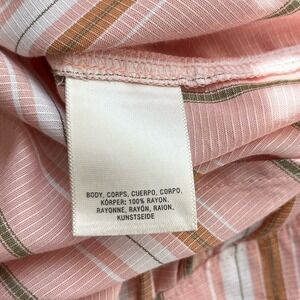 BODY, CORPS, CUERPO, CORPO,
KÖRPER: 100% RAYON,
RAYONNE, RAYÓN, RAION,
KUNSTSEIDE